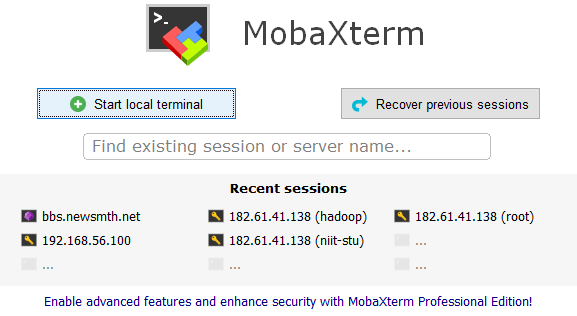 MobaXterm
Start local terminal
Recover previous sessions
Find existing session or server name...
Recent sessions
bbs.newsmth.net
182.61.41.138 (hadoop)
182.61.41.138 (root)
192.168.56.100
182.61.41.138 (niit-stu)
...
...
...
...
Enable advanced features and enhance security with MobaXterm Professional Edition!